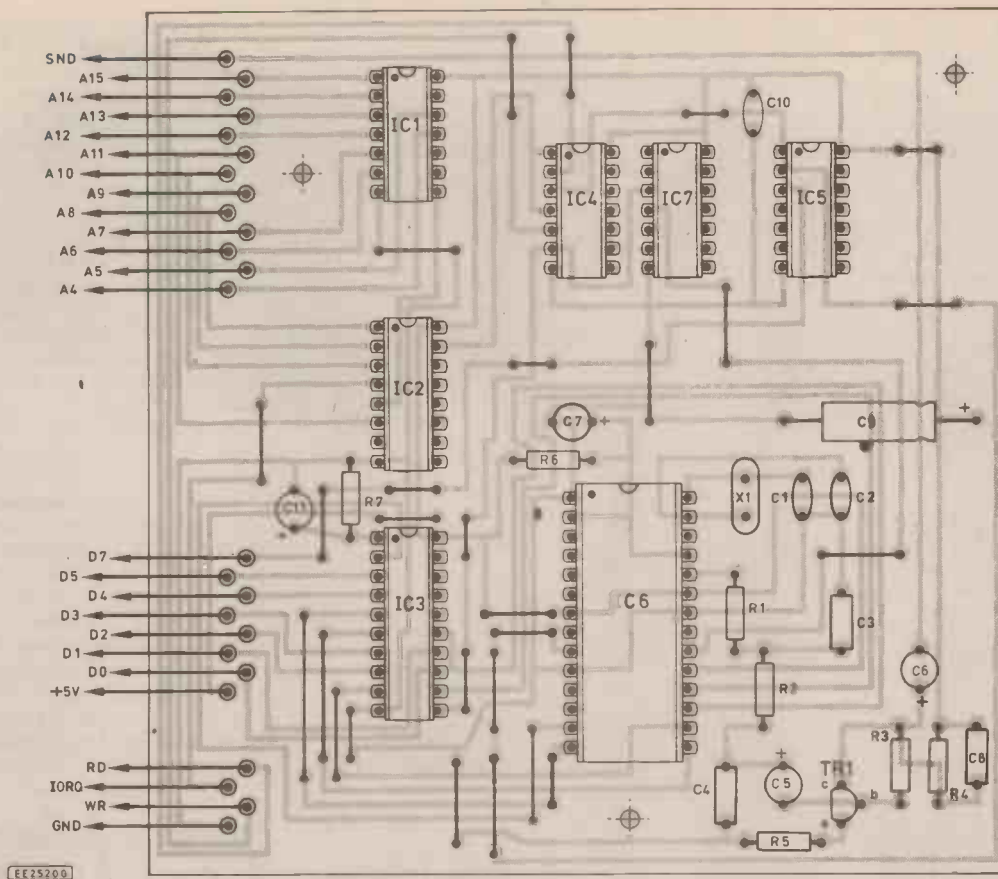 SND
A15
A14
A13
A12
A11
A10
A9
A8
A7
A6
A5
A4
IC1
C10
IC4
IC7
IC5
IC2
C7
+
+
R6
R7
X1
C1
C2
D7
D5
D4
D3
D2
D1
D0
+5V
IC3
IC6
R1
C3
C6
+
RD
IORQ
WR
GND
C4
+
C5
TR1
c
b
R3
R4
C8
R5
EE2520G